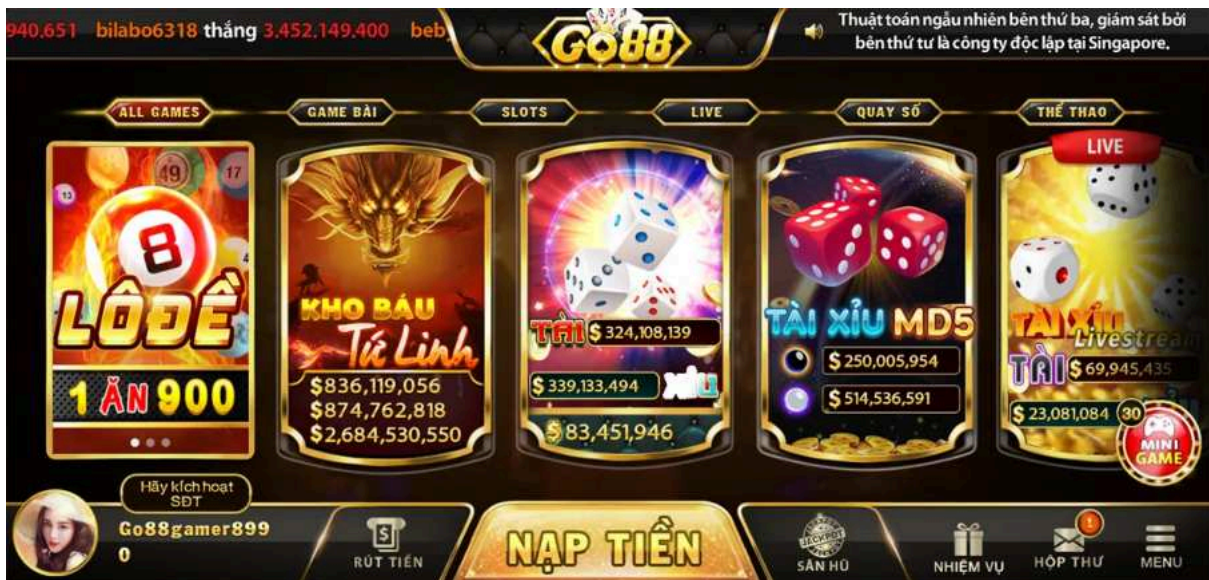 940,651 bilabo6318 thắng 3,452,149,400 beb
GO88
Thuật toán ngẫu nhiên bên thứ ba, giám sát bởi
bên thứ tư là công ty độc lập tại Singapore.
ALL GAMES
GAME BÀI
SLOTS
LIVE
QUAY SỐ
THỂ THAO
49
17
13
8
LÔ ĐỀ
1 ĂN 900
KHO BÁU
Tứ Linh
$836,119,056
$874,762,818
$2,684,530,550
TÀI $ 324,108,139
$ 339,133,494 XỈU
$ 83,451,946
TÀI XỈU MD5
$ 250,005,954
$ 514,536,591
LIVE
TÀI XỈU
Livestream
TÀI $ 69,945,435
$ 23,081,084
30
MINI
GAME
Hãy kích hoạt
SĐT
Go88gamer899
0
RÚT TIỀN
NẠP TIỀN
JACKPOT
SĂN HŨ
NHIỆM VỤ
1
HỘP THƯ
MENU